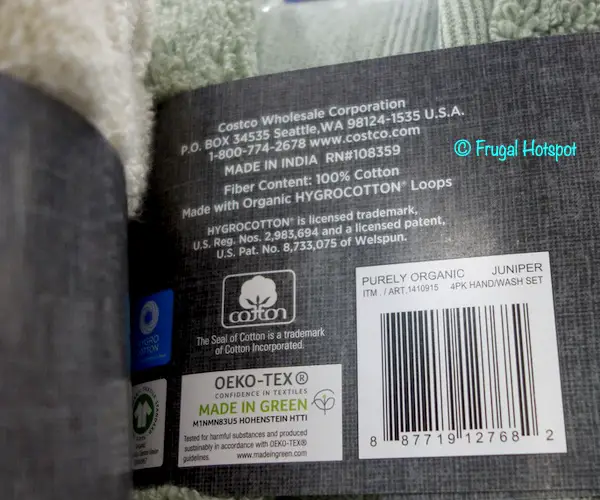 Costco Wholesale Corporation
P.O. BOX 34535 Seattle,WA 98124-1535 U.S.A.
1-800-774-2678 www.costco.com
MADE IN INDIA RN#108359
© Frugal Hotspot
Fiber Content: 100% Cotton
Made with Organic HYGROCOTTON® Loops
HYGROCOTTON® is licensed trademark,
U.S. Reg. Nos. 2,983,694 and a licensed patent,
U.S. Pat No. 8,733,075 of Welspun.
cotton
The Seal of Cotton is a trademark
of Cotton Incorporated.
COTTON
OEKO-TEX®
CONFIDENCE IN TEXTILES
MADE IN GREEN
M1NMN83U5 HOHENSTEIN HTTI
Tested for harmful substances and produced
sustainably in accordance with OEKO-TEX®
guidelines. www.madeingreen.com
PURELY ORGANIC JUNIPER
ITM . / ART,1410915 4PK HAND/WASH SET
8 87719 12768 2